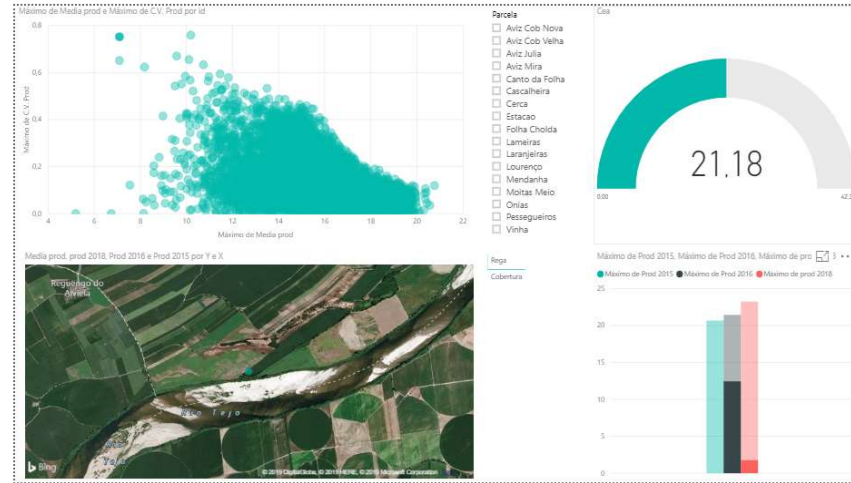 Máximo de Media prod e Máximo de C.V. Prod por id
0,8
0,6
0,4
0,2
0,0
Máximo de C.V. Prod
4 6 8 10 12 14 16 18 20 22
Máximo de Media prod
Parcela
Aviz Cob Nova
Aviz Cob Velha
Aviz Julia
Aviz Mira
Canto da Folha
Cascalheira
Cerca
Estacao
Folha Cholda
Lameiras
Laranjeiras
Lourenço
Mendanha
Moitas Meio
Onias
Pessegueiros
Vinha
Cea
21,18
0,00
Media prod, prod 2018, Prod 2016 e Prod 2015 por Y e X
Reguengo do
Alviela
Rio Tejo
Rio
Bing
© 2019 DigitalGlobe, © 2019 HERE, © 2019 Microsoft Corporation
Rega
Cobertura
Máximo de Prod 2015, Máximo de Prod 2016, Máximo de pro
Máximo de Prod 2015 Máximo de Prod 2016 Máximo de prod 2018
25
20
15
10
5
0